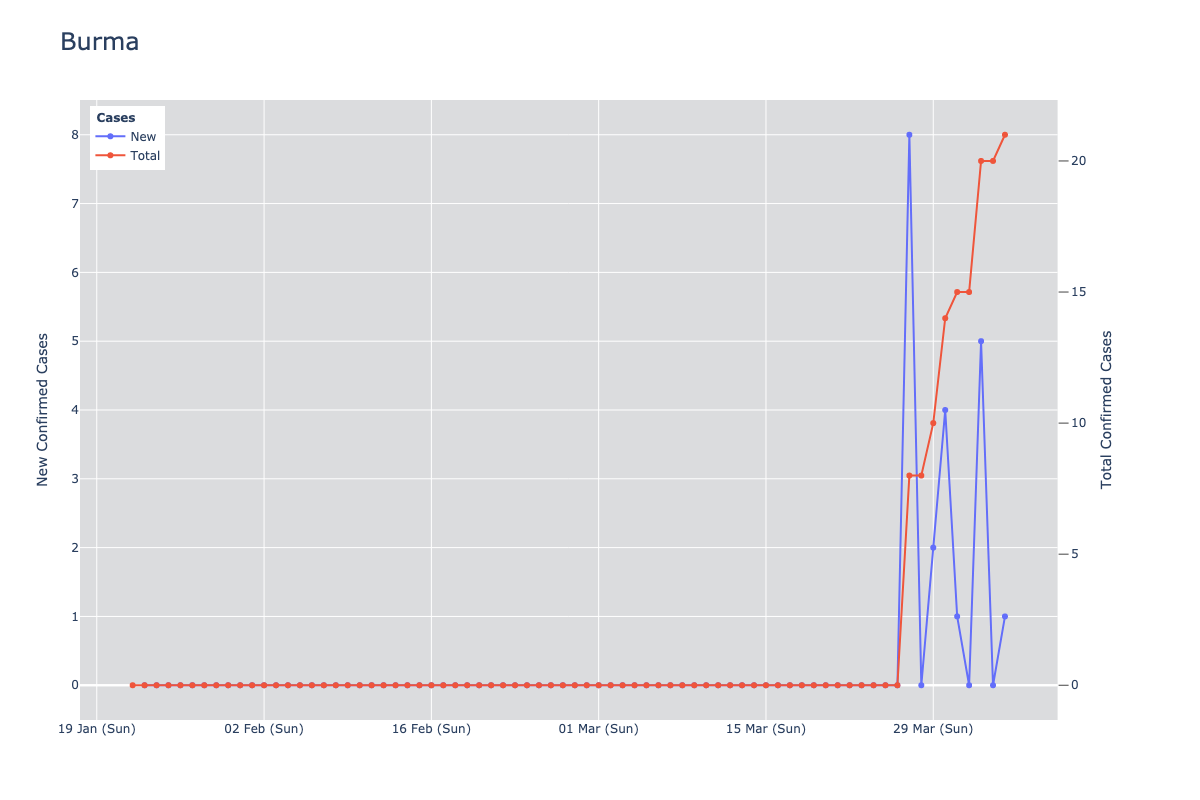 Burma
Cases
New
Total
8
7
6
5
4
3
2
1
0
New Confirmed Cases
20
15
10
5
0
Total Confirmed Cases
19 Jan (Sun) 02 Feb (Sun) 16 Feb (Sun) 01 Mar (Sun) 15 Mar (Sun) 29 Mar (Sun)